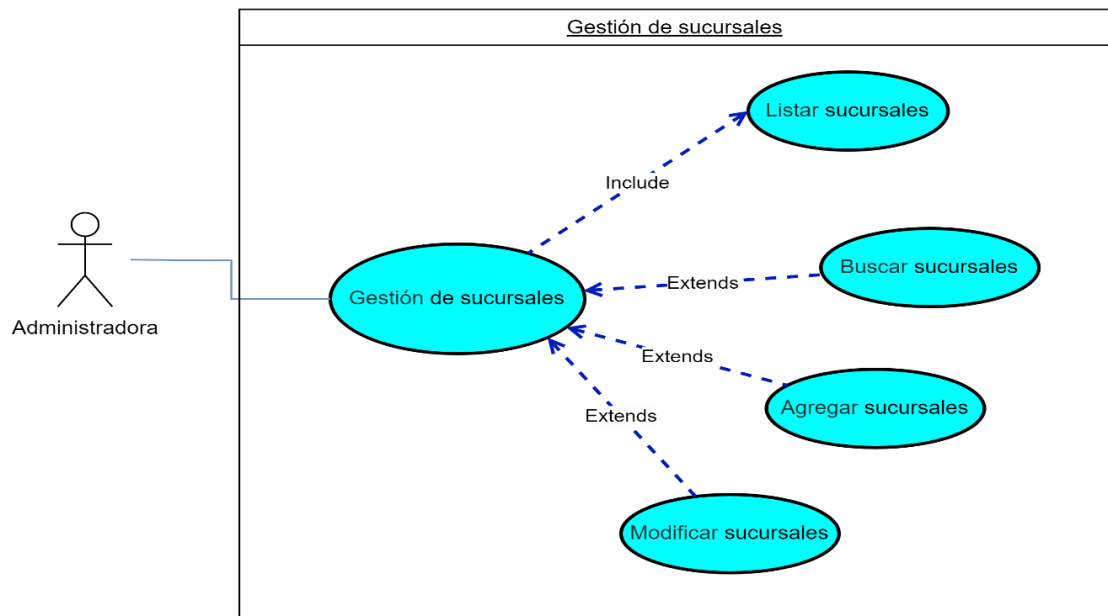 Gestión de sucursales
Listar sucursales
Include
Buscar sucursales
Extends
Gestión de sucursales
Administradora
Extends
Agregar sucursales
Extends
Modificar sucursales